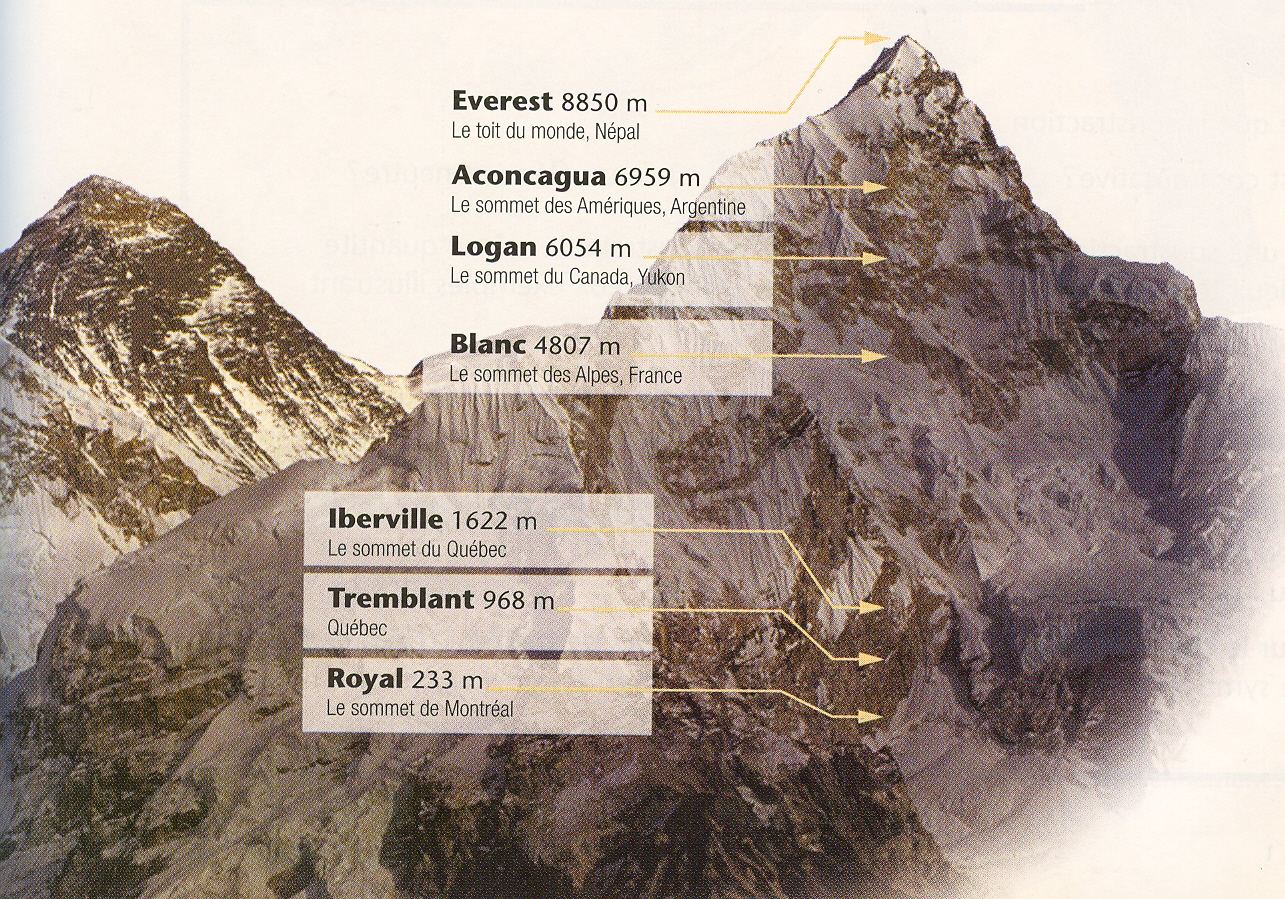 Everest 8850 m
Le toit du monde, Népal
Aconcagua 6959 m
Le sommet des Amériques, Argentine
Logan 6054 m
Le sommet du Canada, Yukon
Blanc 4807 m
Le sommet des Alpes, France
Iberville 1622 m
Le sommet du Québec
Tremblant 968 m
Québec
Royal 233 m
Le sommet de Montréal